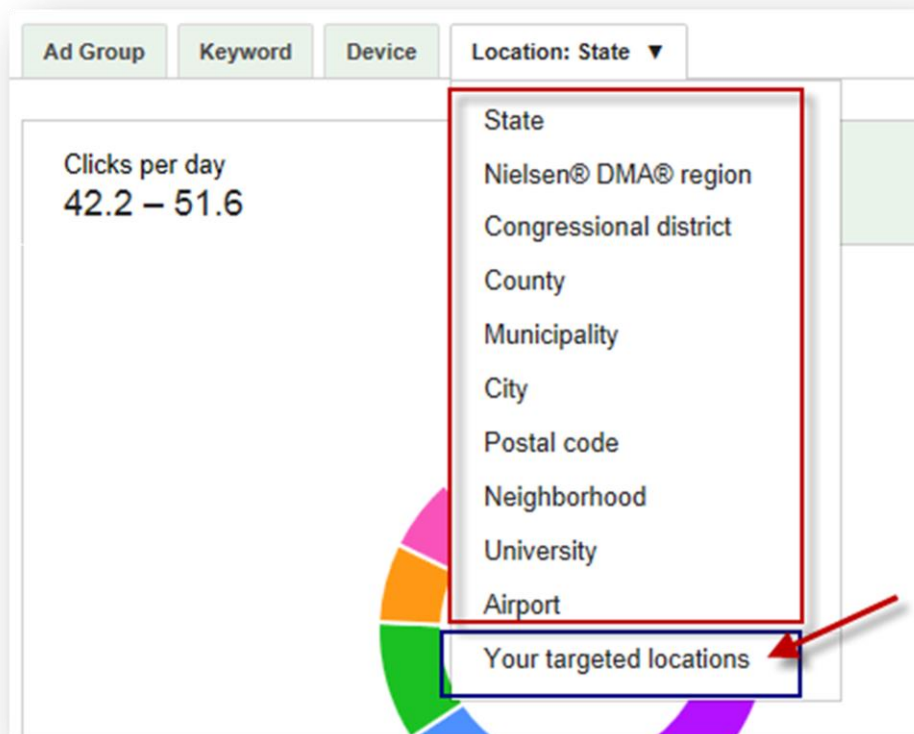 Ad Group Keyword Device Location: State ▼
State
Clicks per day
Nielsen® DMA® region
42.2 – 51.6
Congressional district
County
Municipality
City
Postal code
Neighborhood
University
Airport
Your targeted locations